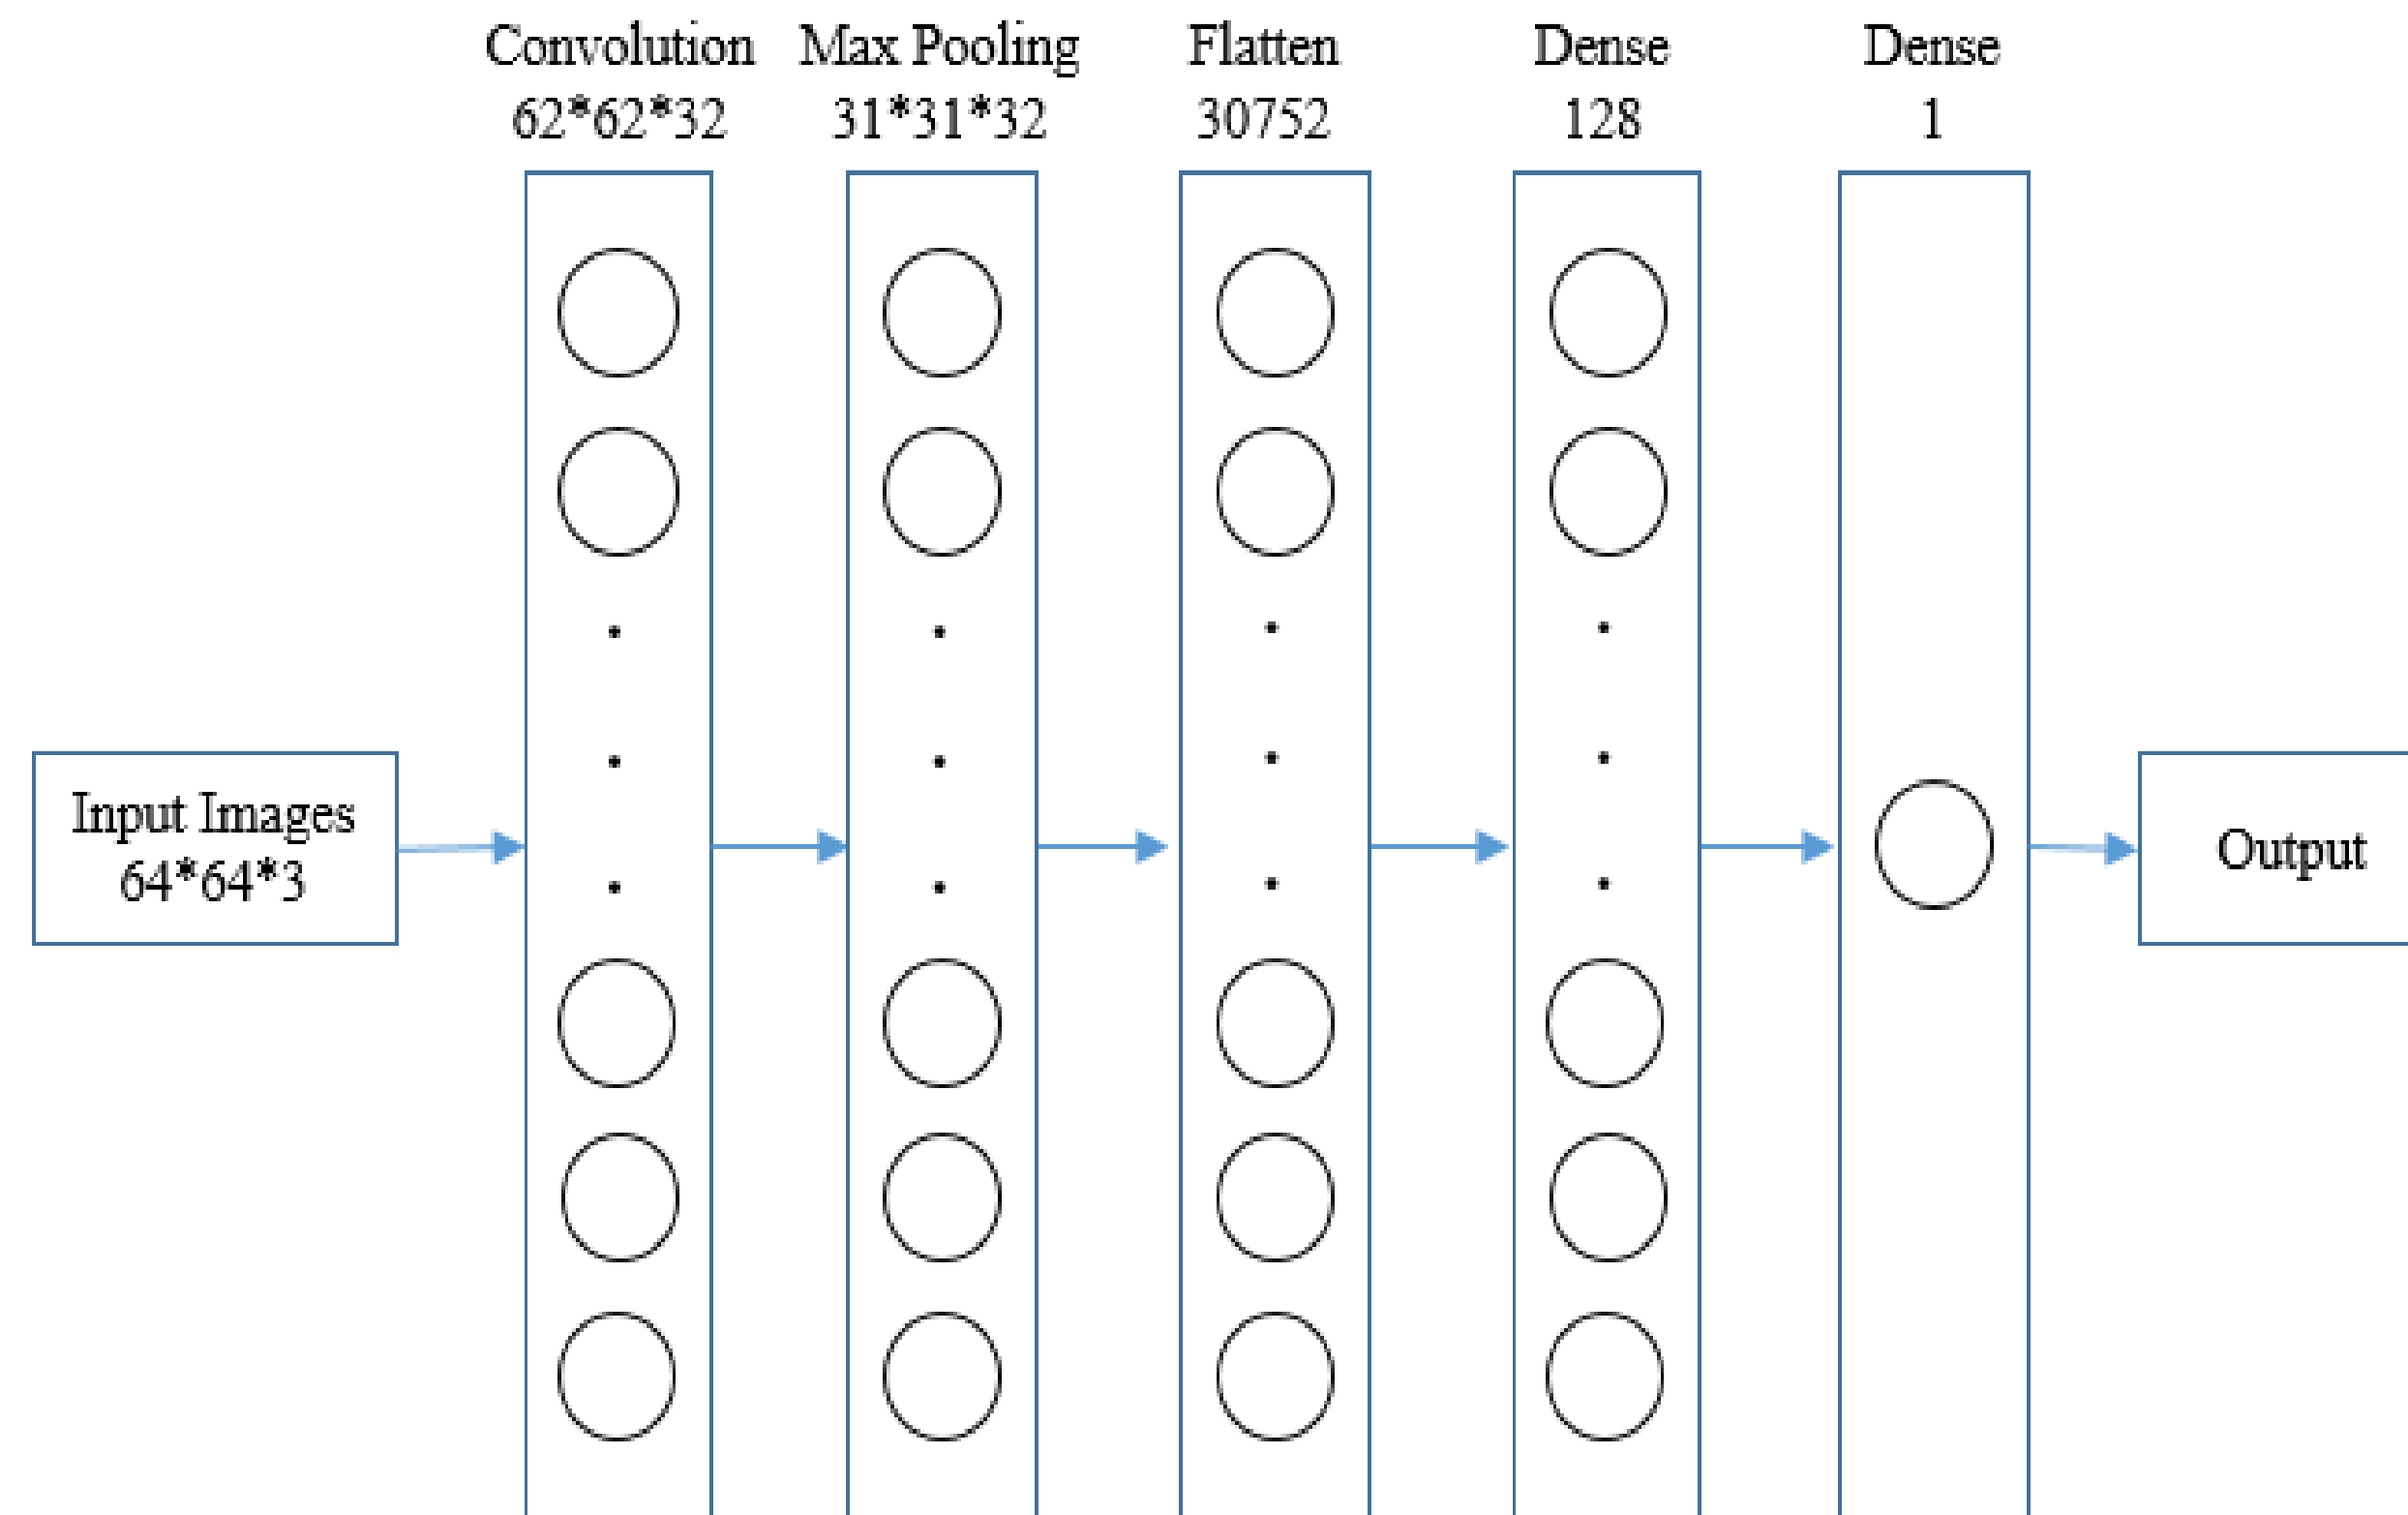 Convolution
62*62*32
Max Pooling
31*31*32
Flatten
30752
Dense
128
Dense
1
Input Images
64*64*3
Output